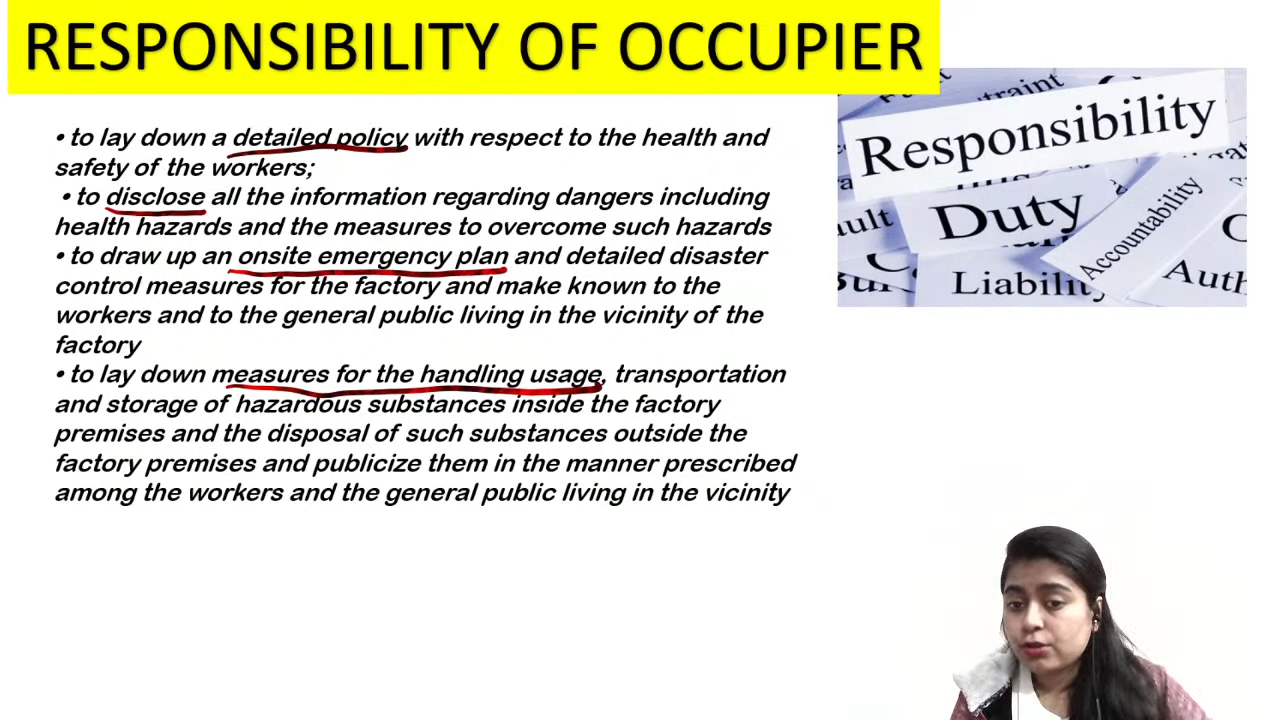 RESPONSIBILITY OF OCCUPIER
• to lay down a detailed policy with respect to the health and
safety of the workers;
• to disclose all the information regarding dangers including
health hazards and the measures to overcome such hazards
• to draw up an onsite emergency plan and detailed disaster
control measures for the factory and make known to the
workers and to the general public living in the vicinity of the
factory
• to lay down measures for the handling usage, transportation
and storage of hazardous substances inside the factory
premises and the disposal of such substances outside the
factory premises and publicize them in the manner prescribed
among the workers and the general public living in the vicinity
Responsibility
Duty
Accountability
Liability